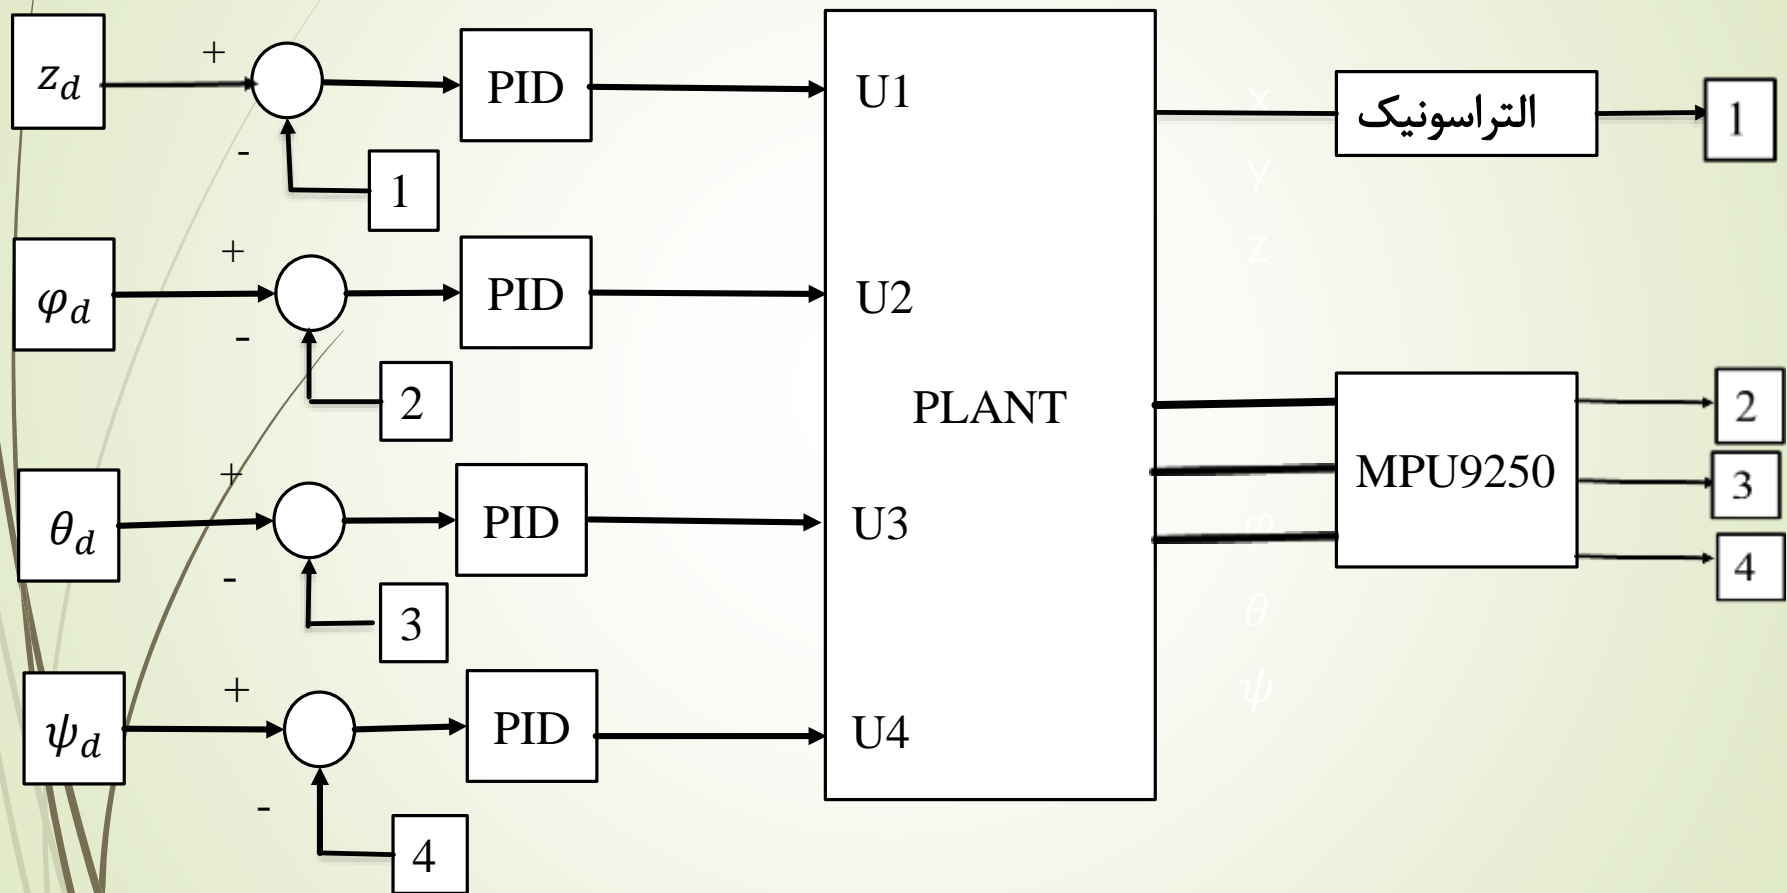 z_d
+
-
PID
1
U1
x
y
z
التراسونیک
1
φ_d
+
-
PID
2
U2
PLANT
MPU9250
2
3
4
θ_d
+
-
PID
3
U3
φ
θ
ψ
ψ_d
+
-
PID
4
U4